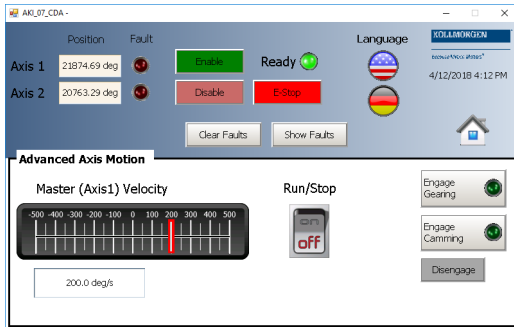 AKI_07_CDA -
Position Fault
Axis 1 21874.69 deg
Axis 2 20763.29 deg
Enable Ready
Disable E-Stop
Clear Faults Show Faults
Language
KOLLMORGEN
Because Motion Matters™
4/12/2018 4:12 PM
Advanced Axis Motion
Master (Axis1) Velocity
-500 -400 -300 -200 -100 0 100 200 300 400 500
200.0 deg/s
Run/Stop
on
off
Engage
Gearing
Engage
Camming
Disengage